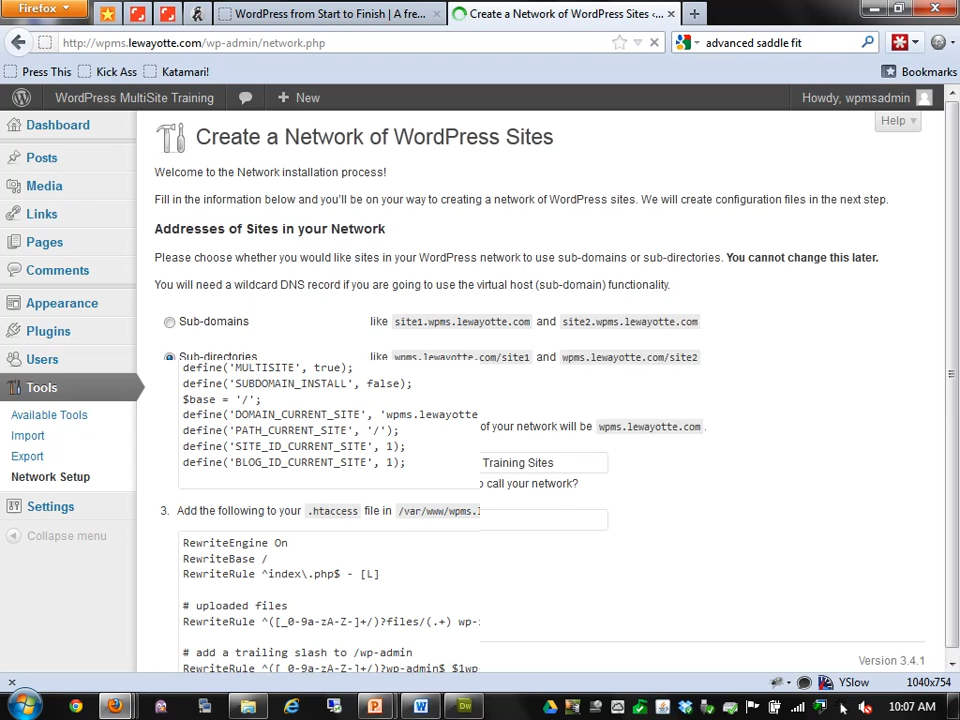 Firefox
WordPress from Start to Finish | A fre...
Create a Network of WordPress Sites ‹...
http://wpms.lewayotte.com/wp-admin/network.php
advanced saddle fit
Press This
Kick Ass
Katamari!
Bookmarks
WordPress MultiSite Training
New
Howdy, wpmsadmin
Help
Dashboard
Posts
Media
Links
Pages
Comments
Appearance
Plugins
Users
Tools
Available Tools
Import
Export
Network Setup
Settings
Collapse menu
Create a Network of WordPress Sites
Welcome to the Network installation process!
Fill in the information below and you'll be on your way to creating a network of WordPress sites. We will create configuration files in the next step.
Addresses of Sites in your Network
Please choose whether you would like sites in your WordPress network to use sub-domains or sub-directories. You cannot change this later.
You will need a wildcard DNS record if you are going to use the virtual host (sub-domain) functionality.
Sub-domains like site1.wpms.lewayotte.com and site2.wpms.lewayotte.com
Sub-directories like wpms.lewayotte.com/site1 and wpms.lewayotte.com/site2
define('MULTISITE', true);
define('SUBDOMAIN_INSTALL', false);
$base = '/';
define('DOMAIN_CURRENT_SITE', 'wpms.lewayotte
define('PATH_CURRENT_SITE', '/');
define('SITE_ID_CURRENT_SITE', 1);
define('BLOG_ID_CURRENT_SITE', 1);
of your network will be wpms.lewayotte.com.
Training Sites
to call your network?
3. Add the following to your .htaccess file in /var/www/wpms.
RewriteEngine On
RewriteBase /
RewriteRule ^index\.php$ - [L]
# uploaded files
RewriteRule ^([_0-9a-zA-Z-]+/)?files/(.+) wp-
# add a trailing slash to /wp-admin
RewriteRule ^([_0-9a-zA-Z-]+/)?wp-admin$ $1wp-
Version 3.4.1
YSlow
1040x754
10:07 AM